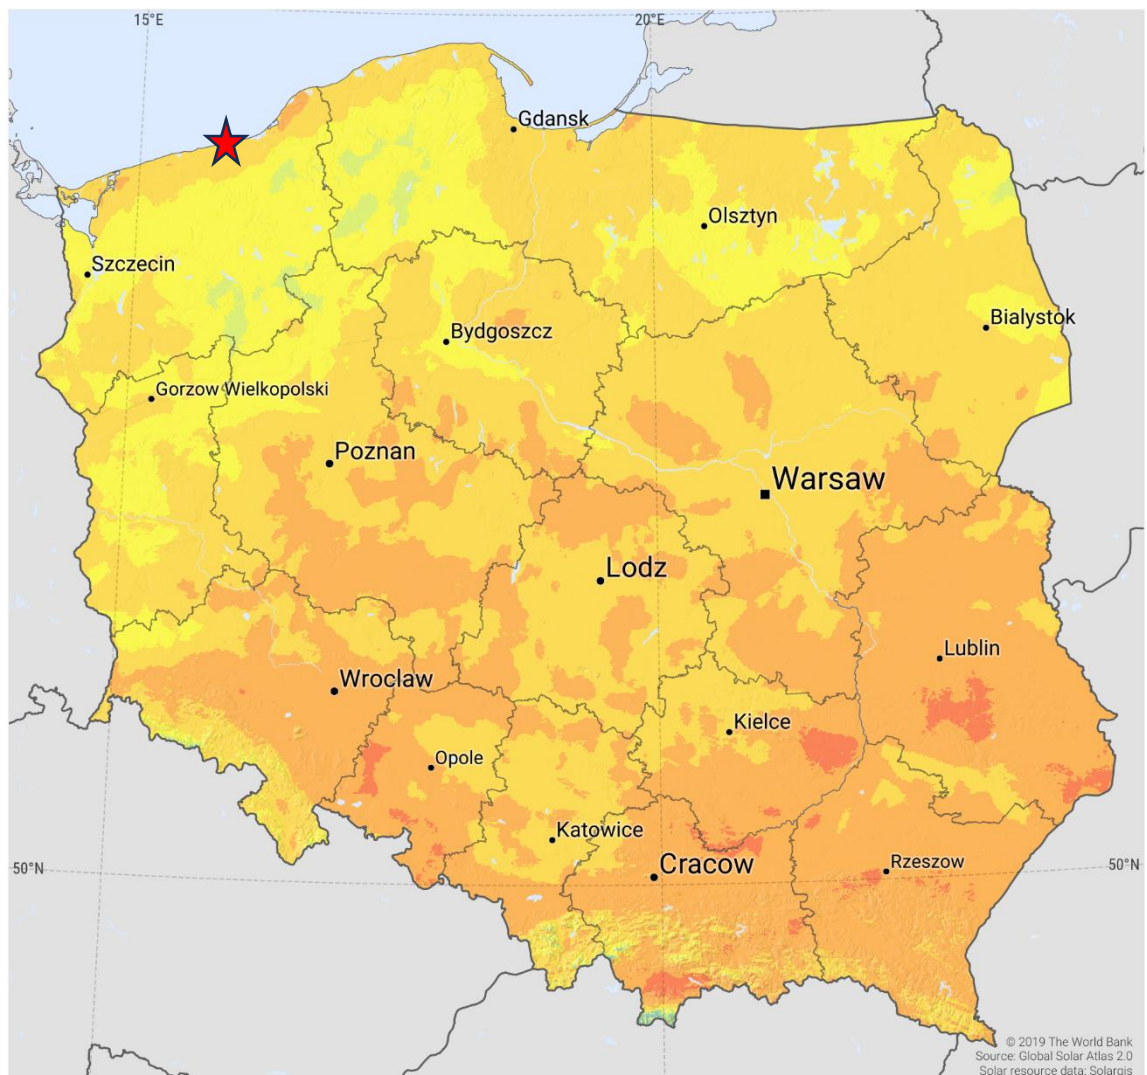 15°E
20°E
Gdansk
Olsztyn
Szczecin
Bialystok
Bydgoszcz
Gorzow Wielkopolski
Poznan
Warsaw
Lodz
Lublin
Wroclaw
Kielce
Opole
Katowice
Cracow
Rzeszow
50°N
50°N
© 2019 The World Bank
Source: Global Solar Atlas 2.0
Solar resource data: Solargis